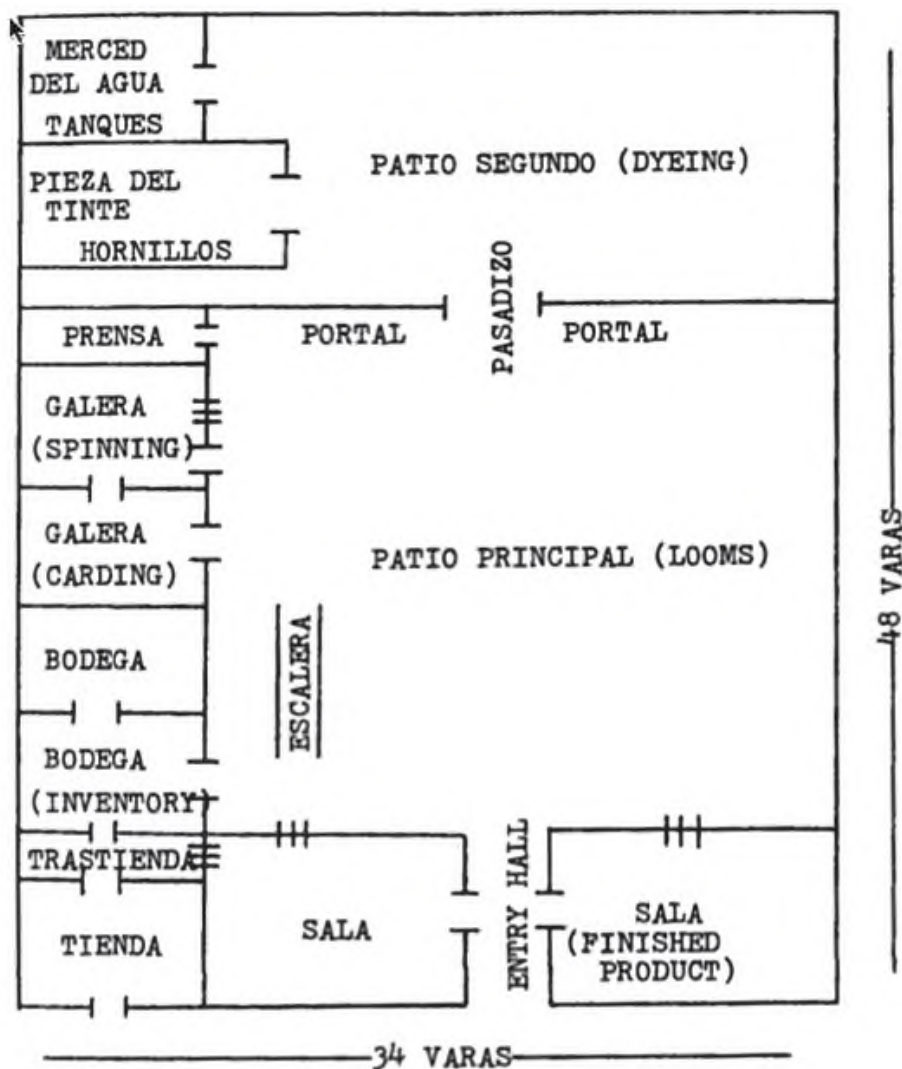 MERCED
DEL AGUA
TANQUES
PATIO SEGUNDO (DYEING)
PIEZA DEL
TINTE
HORNILLOS
PASADIZO
PRENSA
PORTAL
PORTAL
GALERA
(SPINNING)
GALERA
(CARDING)
PATIO PRINCIPAL (LOOMS)
48 VARAS
BODEGA
ESCALERA
BODEGA
(INVENTORY)
TRASTIENDA
TIENDA
SALA
ENTRY HALL
SALA
(FINISHED
PRODUCT)
34 VARAS